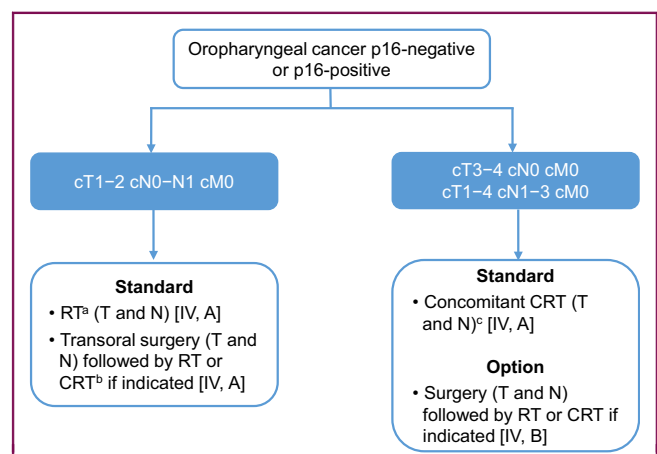 Oropharyngeal cancer p16-negative
or p16-positive
cT1−2 cN0−N1 cM0
cT3−4 cN0 cM0
cT1−4 cN1−3 cM0
Standard
• RTᵃ (T and N) [IV, A]
• Transoral surgery (T and
N) followed by RT or
CRTᵇ if indicated [IV, A]
Standard
• Concomitant CRT (T
and N)ᶜ [IV, A]
Option
• Surgery (T and N)
followed by RT or CRT if
indicated [IV, B]